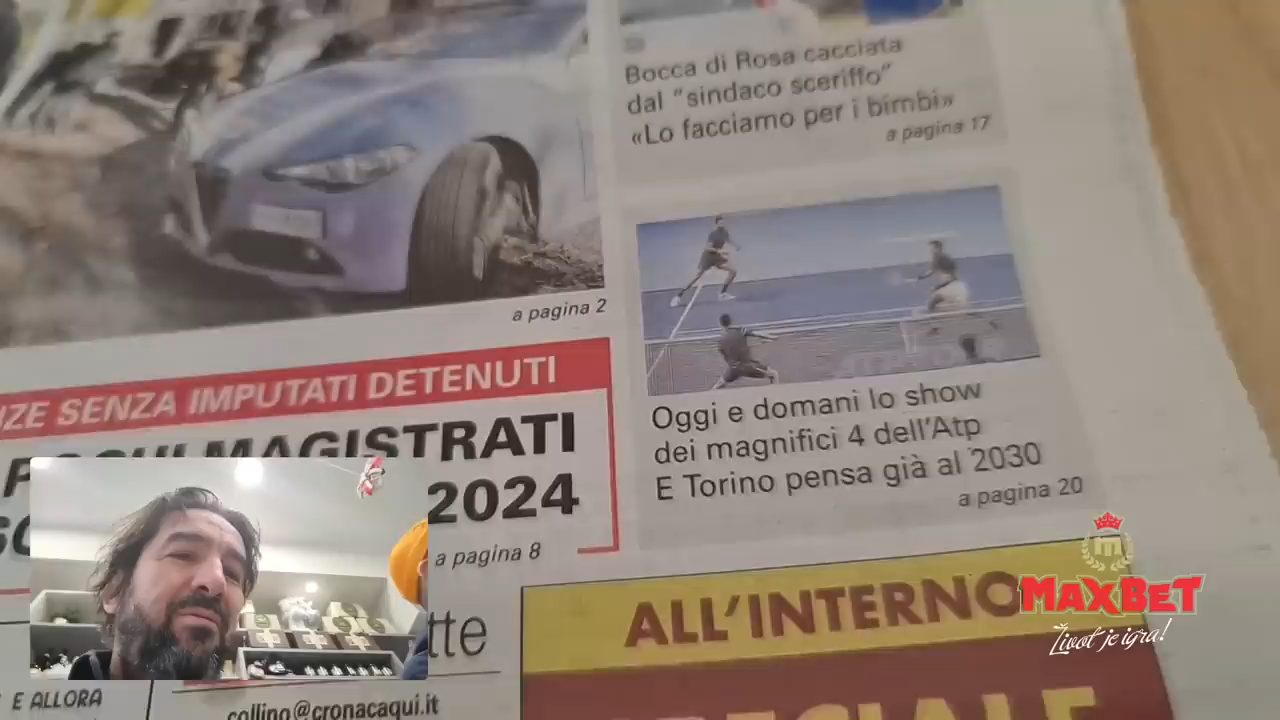 Bocca di Rosa cacciata
dal “sindaco sceriffo”
«Lo facciamo per i bimbi»
a pagina 17
a pagina 2
SENZA IMPUTATI DETENUTI
MAGISTRATI
2024
a pagina 8
Oggi e domani lo show
dei magnifici 4 dell'Atp
E Torino pensa già al 2030
a pagina 20
ALL'INTERNO
MAXBET
Život je igra!
E ALLORA
collino@cronacaqui.it